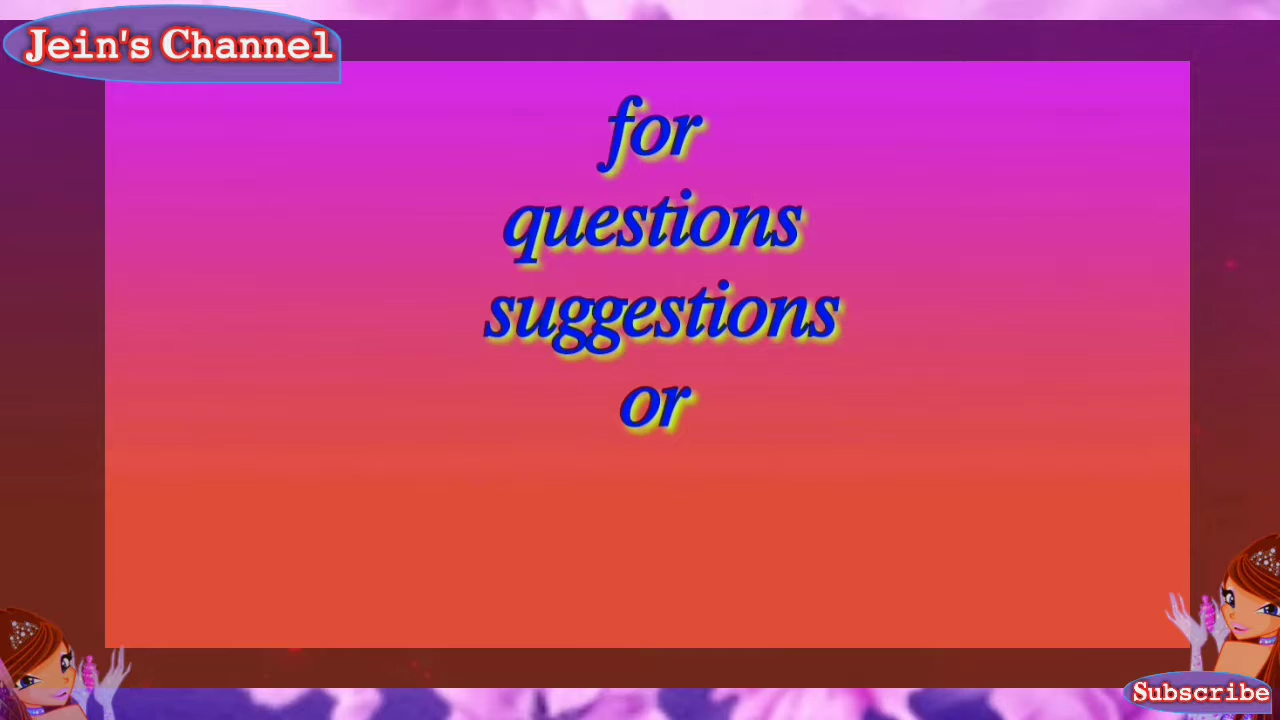 Jein's Channel
for
questions
suggestions
or
Subscribe